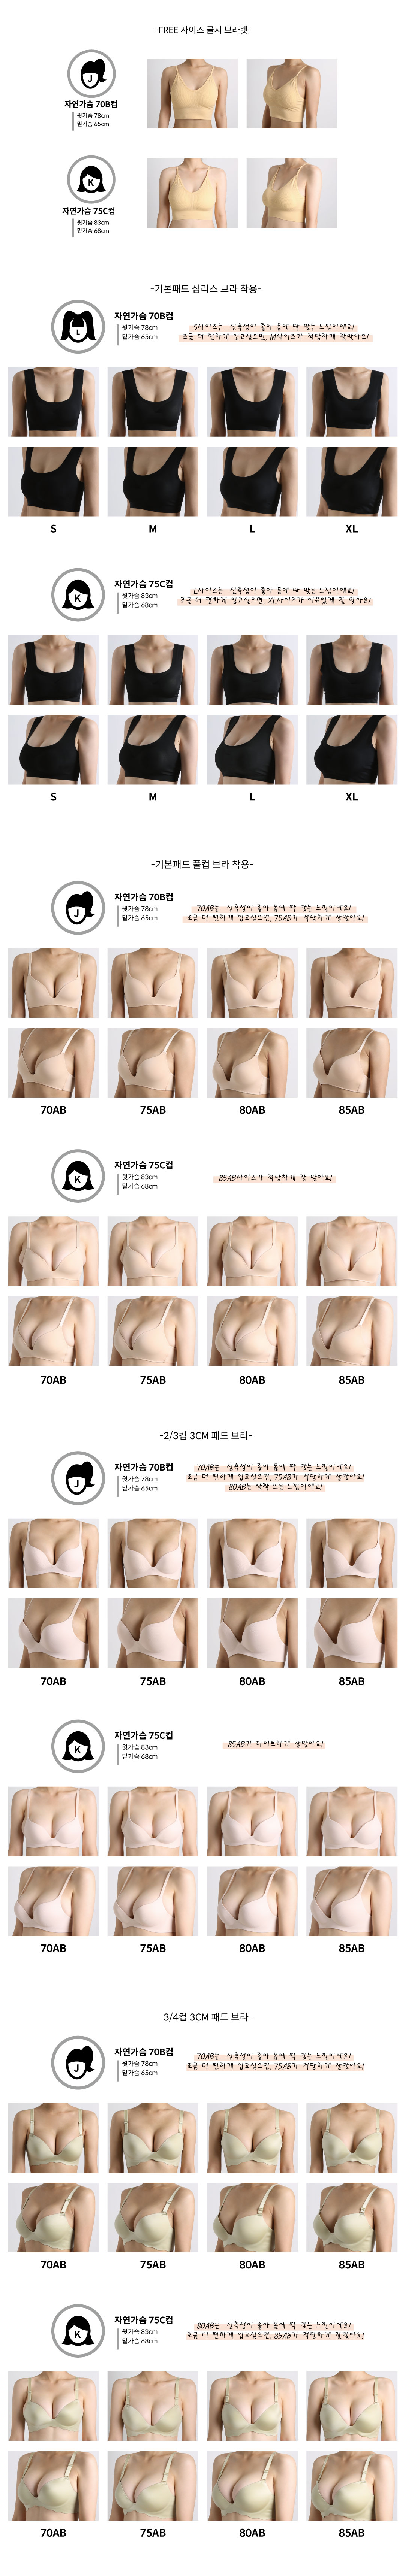 -FREE 사이즈 골지 브라렛-
J
자연가슴 70B컵
윗가슴 78cm
밑가슴 65cm
K
자연가슴 75C컵
윗가슴 83cm
밑가슴 68cm
-기본패드 심리스 브라 착용-
L
자연가슴 70B컵
윗가슴 78cm
밑가슴 65cm
S사이즈는 신축성이 좋아 몸에 딱 맞는 느낌이에요!
조금 더 편하게 입고싶으면, M사이즈가 적당하게 잘맞아요!
S M L XL
K
자연가슴 75C컵
윗가슴 83cm
밑가슴 68cm
L사이즈는 신축성이 좋아 몸에 딱 맞는 느낌이에요!
조금 더 편하게 입고싶으면, XL사이즈가 여유있게 잘 맞아요!
S M L XL
-기본패드 풀컵 브라 착용-
J
자연가슴 70B컵
윗가슴 78cm
밑가슴 65cm
70AB는 신축성이 좋아 몸에 딱 맞는 느낌이에요!
조금 더 편하게 입고싶으면, 75AB가 적당하게 잘맞아요!
70AB 75AB 80AB 85AB
K
자연가슴 75C컵
윗가슴 83cm
밑가슴 68cm
85AB사이즈가 적당하게 잘 맞아요!
70AB 75AB 80AB 85AB
-2/3컵 3CM 패드 브라-
J
자연가슴 70B컵
윗가슴 78cm
밑가슴 65cm
70AB는 신축성이 좋아 몸에 딱 맞는 느낌이에요!
조금 더 편하게 입고싶으면, 75AB가 적당하게 잘맞아요!
80AB는 살짝 뜨는 느낌이에요!
70AB 75AB 80AB 85AB
K
자연가슴 75C컵
윗가슴 83cm
밑가슴 68cm
85AB가 타이트하게 잘맞아요!
70AB 75AB 80AB 85AB
-3/4컵 3CM 패드 브라-
J
자연가슴 70B컵
윗가슴 78cm
밑가슴 65cm
70AB는 신축성이 좋아 몸에 딱 맞는 느낌이에요!
조금 더 편하게 입고싶으면, 75AB가 적당하게 잘맞아요!
70AB 75AB 80AB 85AB
K
자연가슴 75C컵
윗가슴 83cm
밑가슴 68cm
80AB는 신축성이 좋아 몸에 딱 맞는 느낌이에요!
조금 더 편하게 입고싶으면, 85AB가 적당하게 잘맞아요!
70AB 75AB 80AB 85AB